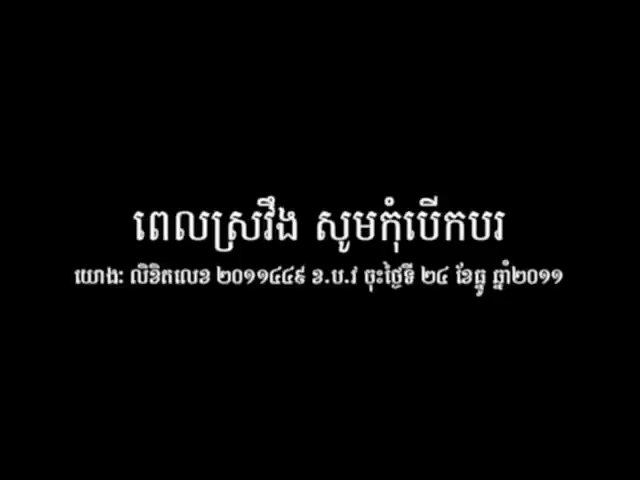 ពេលស្រវឹង សូមកុំបើកបរ
យោងៈ លិខិតលេខ ២០១១៤៤៩ ខ.ប.វ ចុះថ្ងៃទី ២៤ ខែធ្នូ ឆ្នាំ២០១១